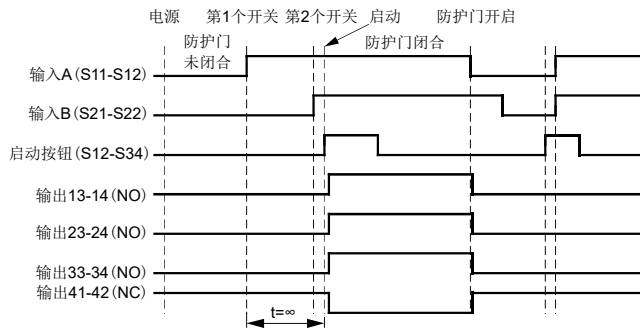 电源 第1个开关 第2个开关 启动 防护门开启
防护门
未闭合
防护门闭合
输入A(S11-S12)
输入B(S21-S22)
启动按钮(S12-S34)
输出13-14(NO)
输出23-24(NO)
输出33-34(NO)
输出41-42(NC)
t=∞